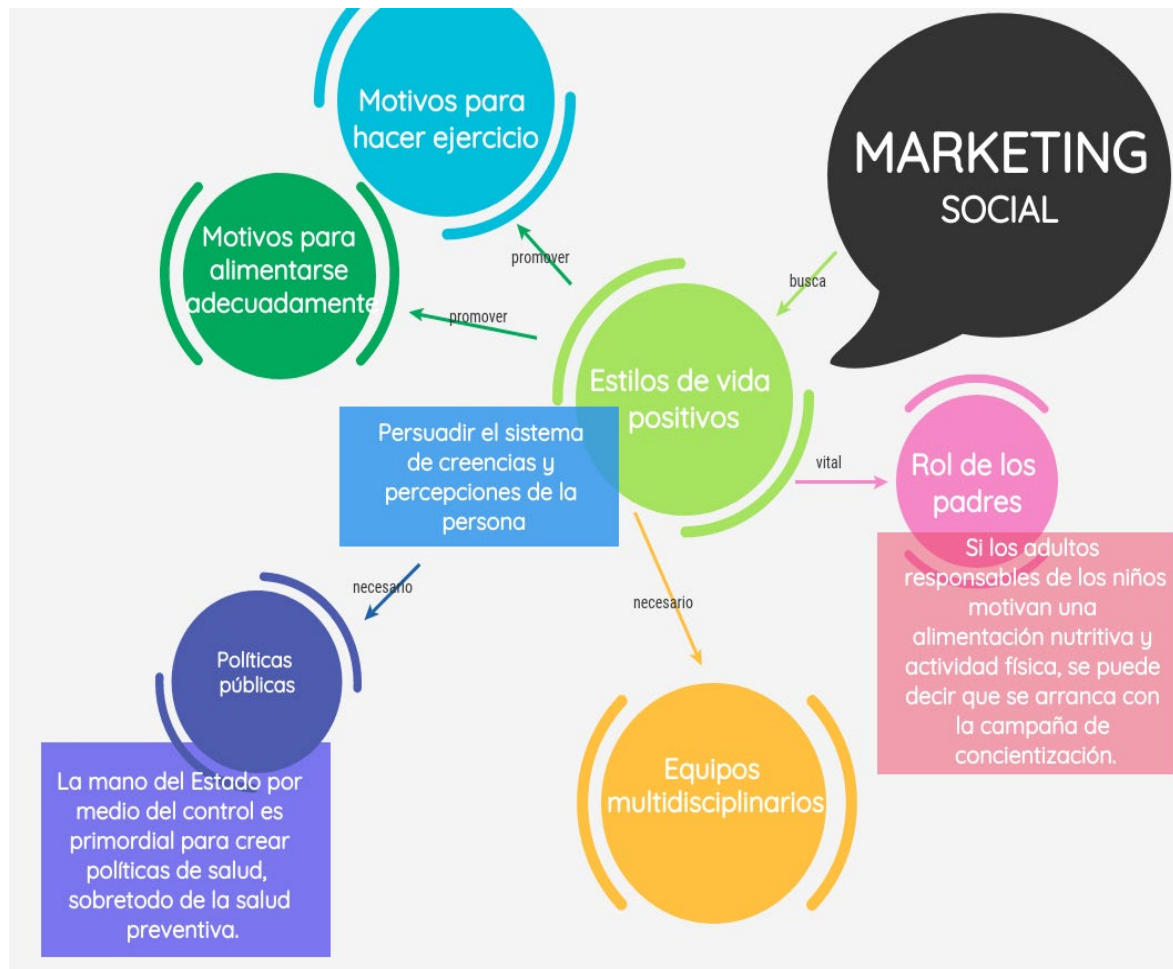 Motivos para
hacer ejercicio
MARKETING
SOCIAL
Motivos para
alimentarse
adecuadamente
promover
busca
promover
Estilos de vida
positivos
Persuadir el sistema
de creencias y
percepciones de la
persona
vital
Rol de los
padres
Si los adultos
responsables de los niños
motivan una
alimentación nutritiva y
actividad física, se puede
decir que se arranca con
la campaña de
concientización.
necesario
necesario
Políticas
públicas
La mano del Estado por
medio del control es
primordial para crear
políticas de salud,
sobretodo de la salud
preventiva.
Equipos
multidisciplinarios